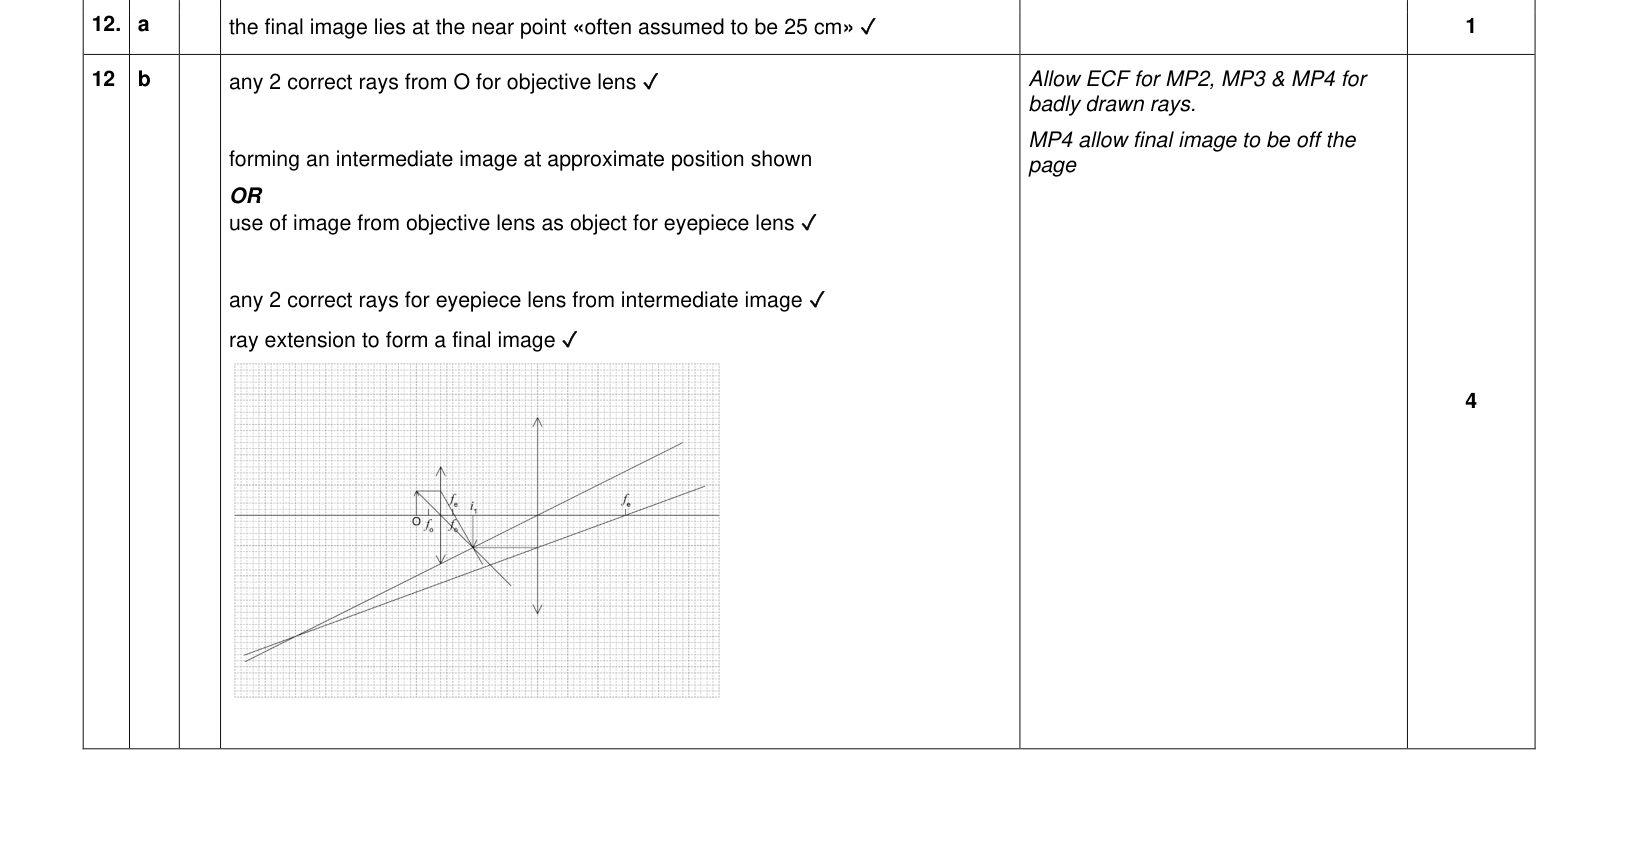 12. a the final image lies at the near point «often assumed to be 25 cm» ✓ 1
12 b any 2 correct rays from O for objective lens ✓
forming an intermediate image at approximate position shown
OR
use of image from objective lens as object for eyepiece lens ✓
any 2 correct rays for eyepiece lens from intermediate image ✓
ray extension to form a final image ✓
fe i1 fe
O fo fo
Allow ECF for MP2, MP3 & MP4 for
badly drawn rays.
MP4 allow final image to be off the
page
4